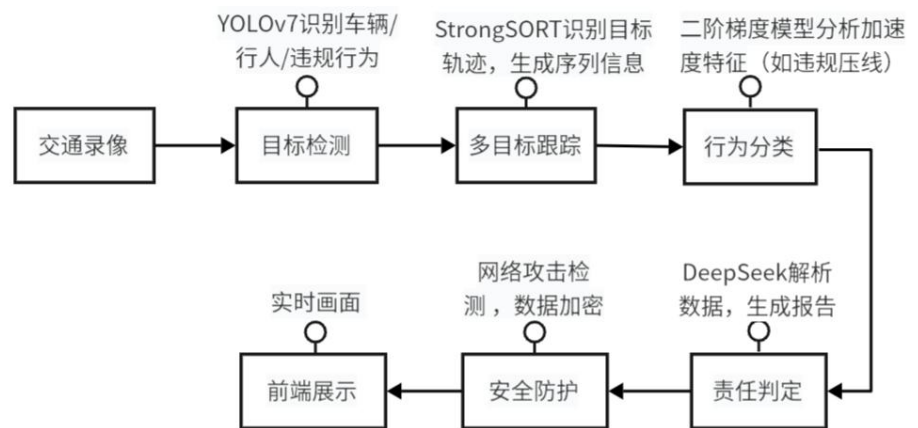 YOLOv7识别车辆/
行人/违规行为
StrongSORT识别目标
轨迹，生成序列信息
二阶梯度模型分析加速
度特征（如违规压线）
交通录像
目标检测
多目标跟踪
行为分类
实时画面
网络攻击检
测，数据加密
DeepSeek解析
数据，生成报告
前端展示
安全防护
责任判定